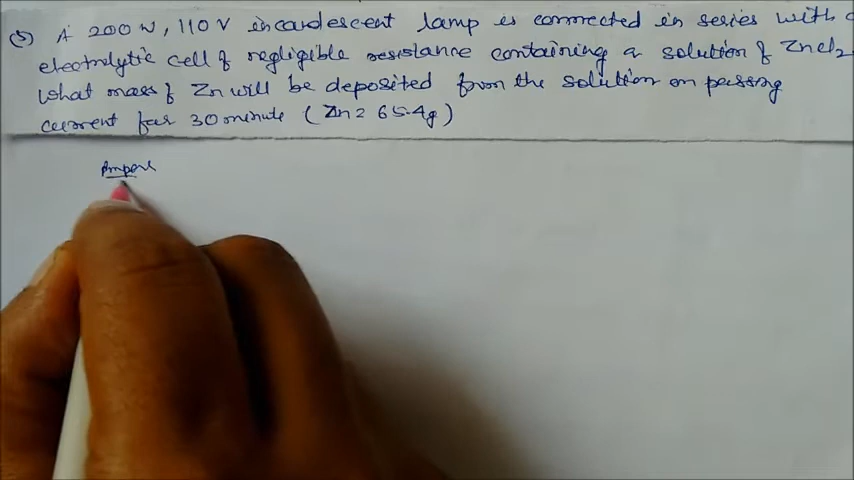 (5) A 200 W, 110 V incandescent lamp is connected in series with a
electrolytic cell of negligible resistance containing a solution of ZnCl2
What mass of Zn will be deposited from the solution on passing
current for 30 minute (Zn = 65.4g)
Ampere